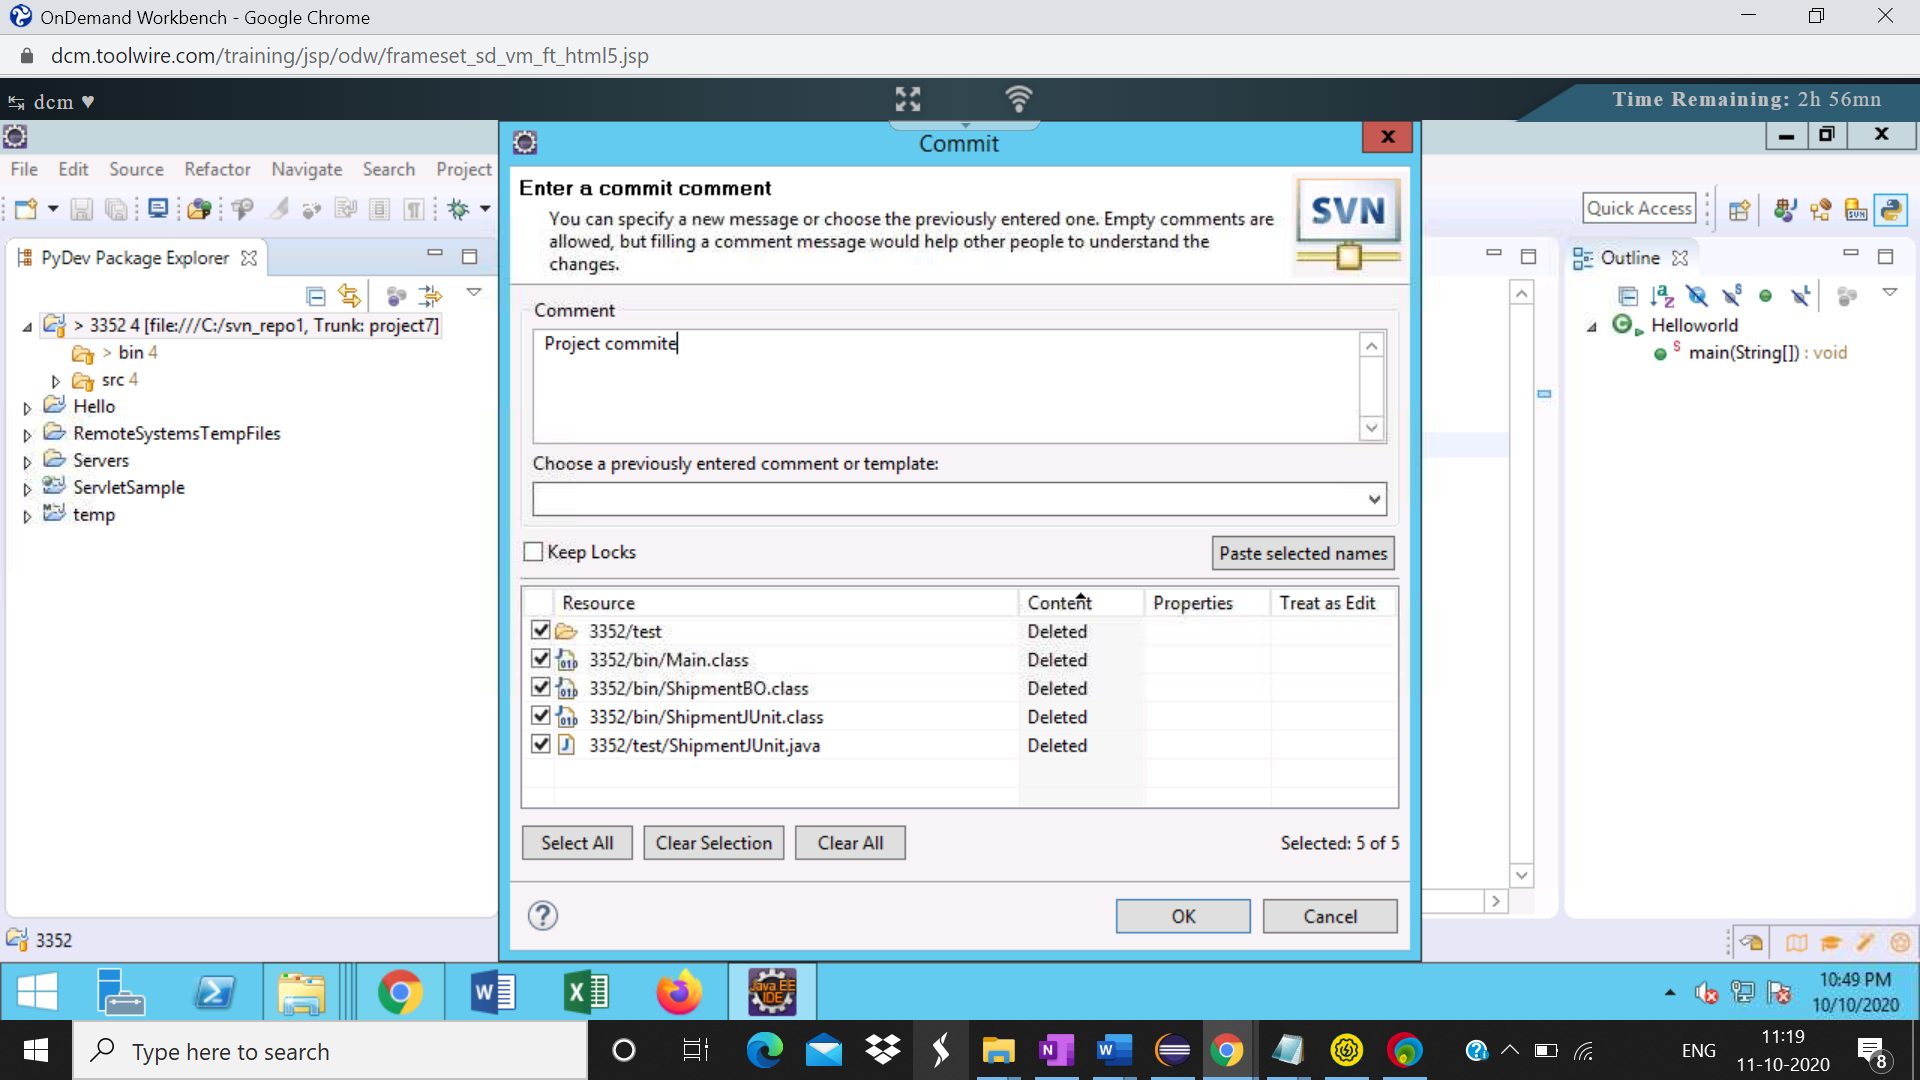 OnDemand Workbench - Google Chrome
dcm.toolwire.com/training/jsp/odw/frameset_sd_vm_ft_html5.jsp
dcm ♥
Time Remaining: 2h 56mn
Commit
File Edit Source Refactor Navigate Search Project
Enter a commit comment
You can specify a new message or choose the previously entered one. Empty comments are
allowed, but filling a comment message would help other people to understand the
changes.
SVN
Quick Access
SVN
PyDev Package Explorer
Outline
> 3352 4 [file:///C:/svn_repo1, Trunk: project7]
> bin 4
src 4
Hello
RemoteSystemsTempFiles
Servers
ServletSample
temp
Comment
Project commite
Choose a previously entered comment or template:
Keep Locks
Paste selected names
Resource Content Properties Treat as Edit
3352/test Deleted
3352/bin/Main.class Deleted
3352/bin/ShipmentBO.class Deleted
3352/bin/ShipmentJUnit.class Deleted
3352/test/ShipmentJUnit.java Deleted
Select All Clear Selection Clear All Selected: 5 of 5
OK Cancel
Helloworld
main(String[]) : void
3352
Java EE
IDE
10:49 PM
10/10/2020
Type here to search
ENG
11:19
11-10-2020
8